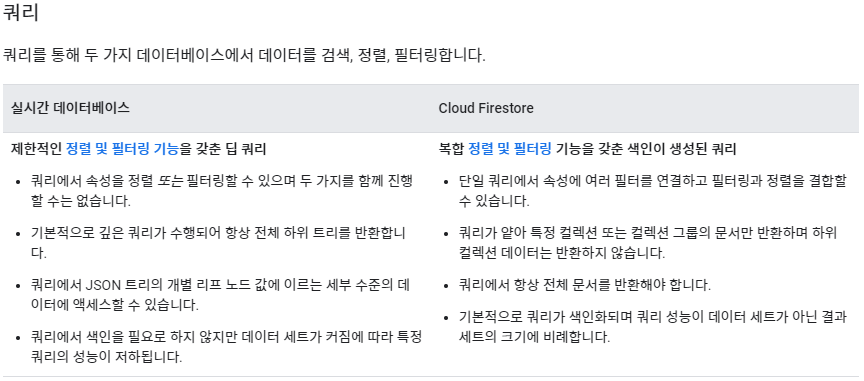 쿼리
쿼리를 통해 두 가지 데이터베이스에서 데이터를 검색, 정렬, 필터링합니다.
실시간 데이터베이스
Cloud Firestore
제한적인 정렬 및 필터링 기능을 갖춘 딥 쿼리
• 쿼리에서 속성을 정렬 또는 필터링할 수 있으며 두 가지를 함께 진행
할 수는 없습니다.
• 기본적으로 깊은 쿼리가 수행되어 항상 전체 하위 트리를 반환합니
다.
• 쿼리에서 JSON 트리의 개별 리프 노드 값에 이르는 세부 수준의 데
이터에 액세스할 수 있습니다.
• 쿼리에서 색인을 필요로 하지 않지만 데이터 세트가 커짐에 따라 특정
쿼리의 성능이 저하됩니다.
복합 정렬 및 필터링 기능을 갖춘 색인이 생성된 쿼리
• 단일 쿼리에서 속성에 여러 필터를 연결하고 필터링과 정렬을 결합할
수 있습니다.
• 쿼리가 얕아 특정 컬렉션 또는 컬렉션 그룹의 문서만 반환하며 하위
컬렉션 데이터는 반환하지 않습니다.
• 쿼리에서 항상 전체 문서를 반환해야 합니다.
• 기본적으로 쿼리가 색인화되며 쿼리 성능이 데이터 세트가 아닌 결과
세트의 크기에 비례합니다.